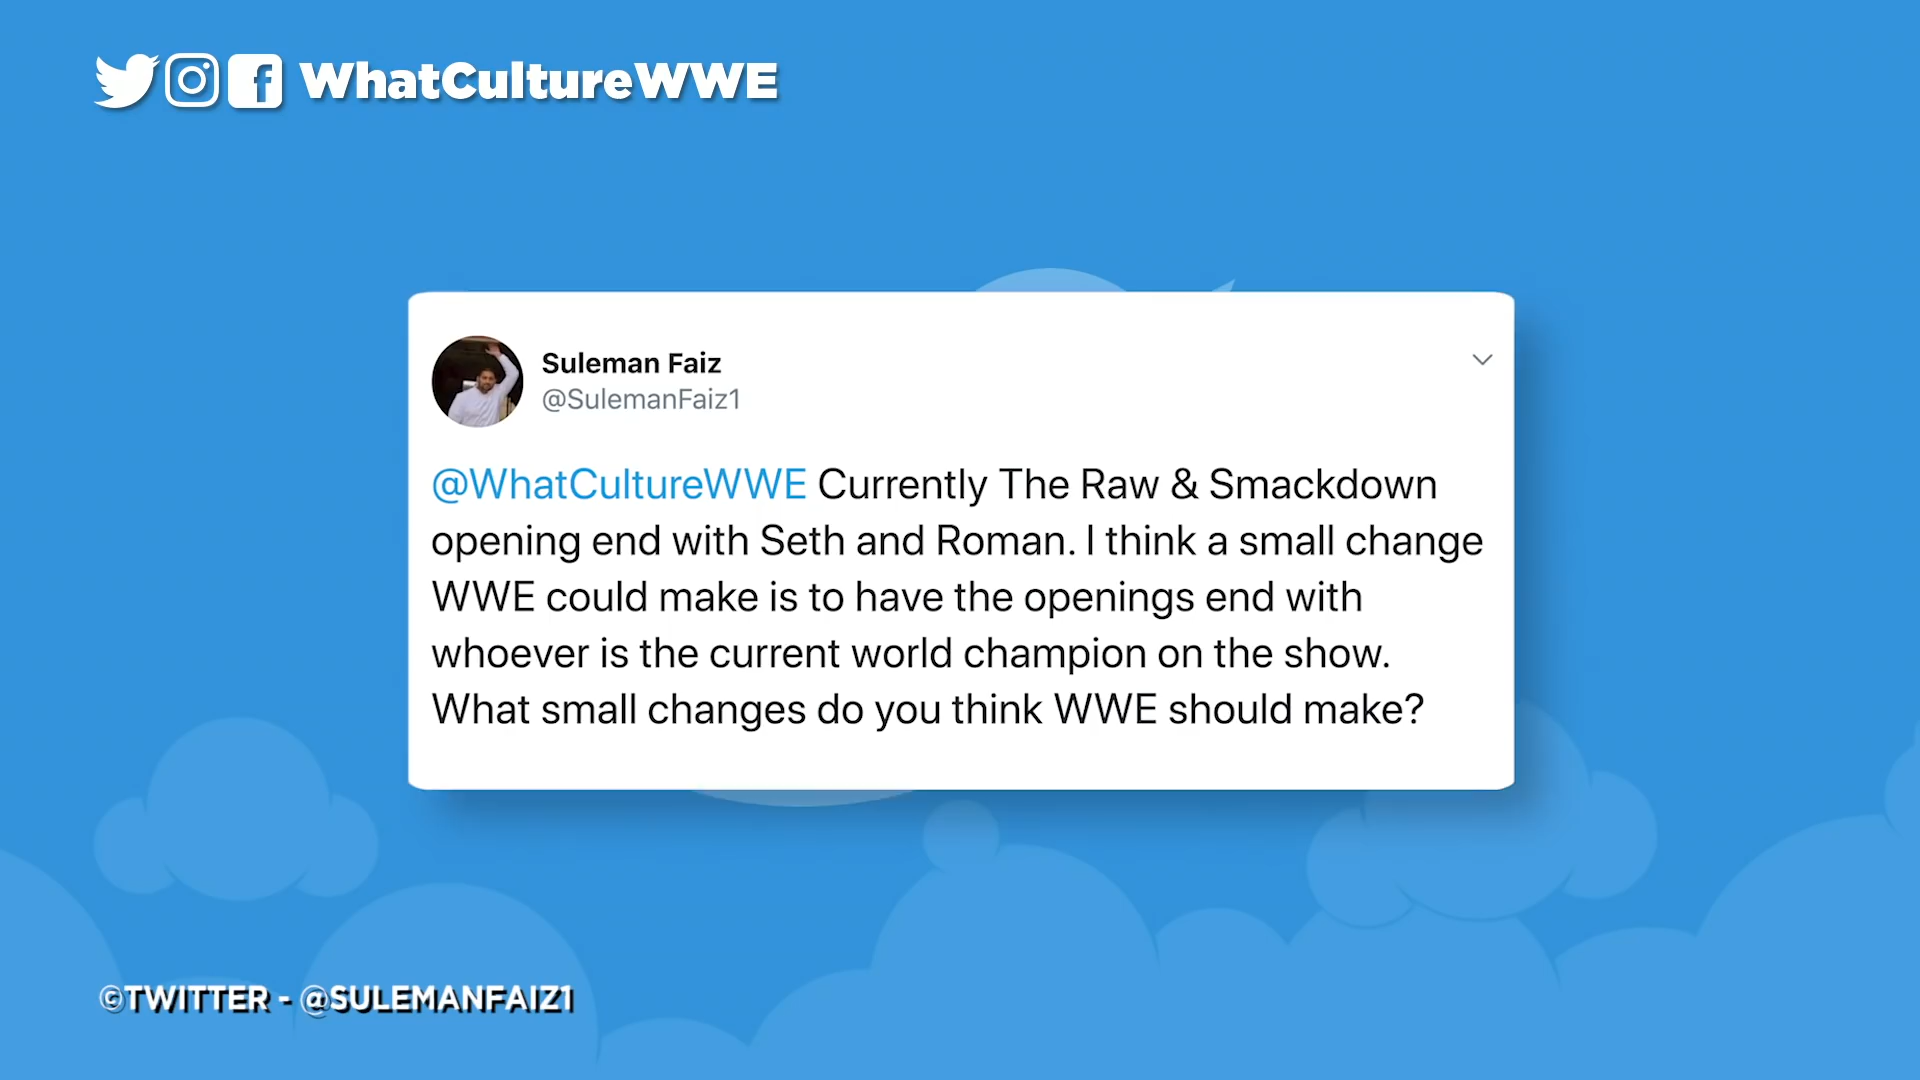 WhatCultureWWE
Suleman Faiz
@SulemanFaiz1
@WhatCultureWWE Currently The Raw & Smackdown
opening end with Seth and Roman. I think a small change
WWE could make is to have the openings end with
whoever is the current world champion on the show.
What small changes do you think WWE should make?
©TWITTER - @SULEMANFAIZ1